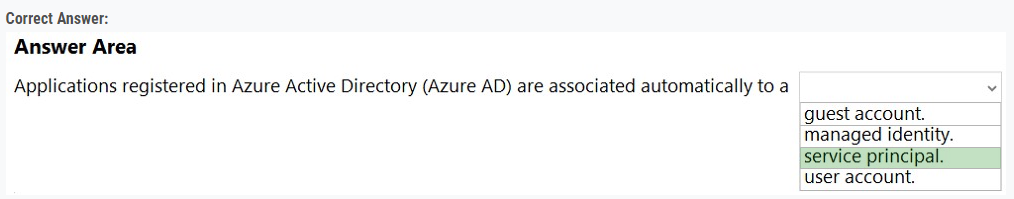 Correct Answer:
Answer Area
Applications registered in Azure Active Directory (Azure AD) are associated automatically to a
guest account.
managed identity.
service principal.
user account.